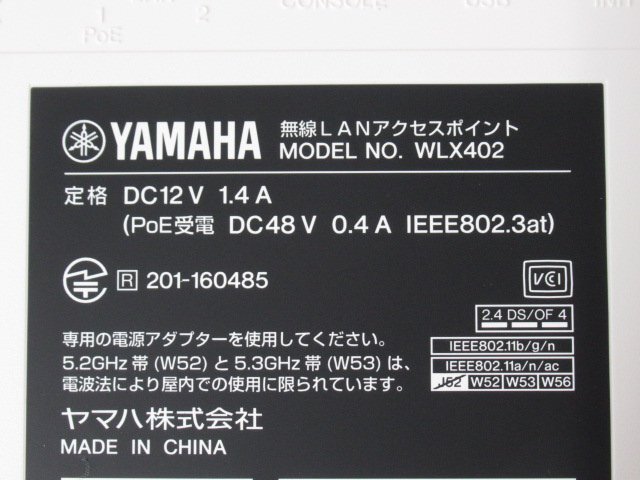 1
2
PoE
CONSOLE
USB
YAMAHA
無線LANアクセスポイント
MODEL NO. WLX402
定格 DC12V 1.4A
(PoE受電 DC48V 0.4A IEEE802.3at)
R 201-160485
VCI
2.4 DS/OF 4
専用の電源アダプターを使用してください。
5.2GHz帯(W52)と5.3GHz帯(W53)は、
電波法により屋内での使用に限られています。
IEEE802.11b/g/n
IEEE802.11a/n/ac
J52 W52 W53 W56
ヤマハ株式会社
MADE IN CHINA